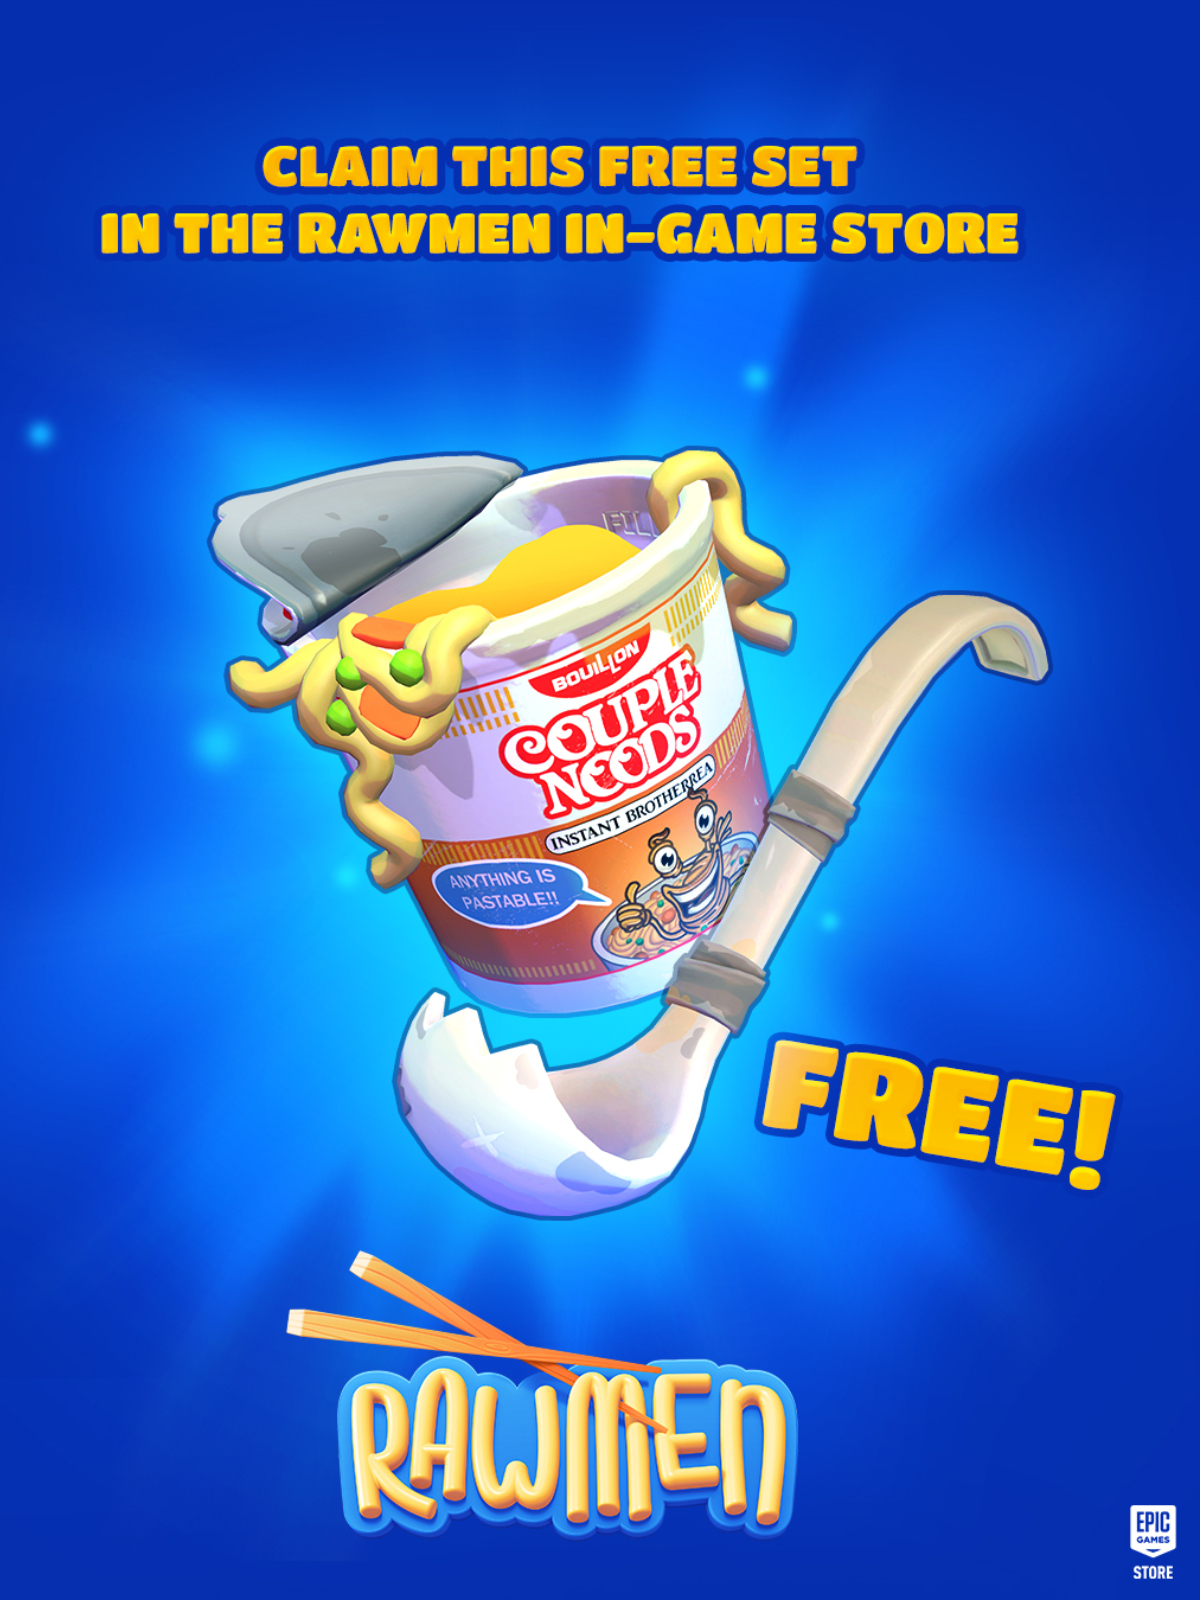 CLAIM THIS FREE SET
IN THE RAWMEN IN-GAME STORE
FILL
BOUILLON
COUPLE
NOODS
INSTANT BROTHERREA
ANYTHING IS
PASTABLE!!
FREE!
RAWMEN
EPIC
GAMES
STORE